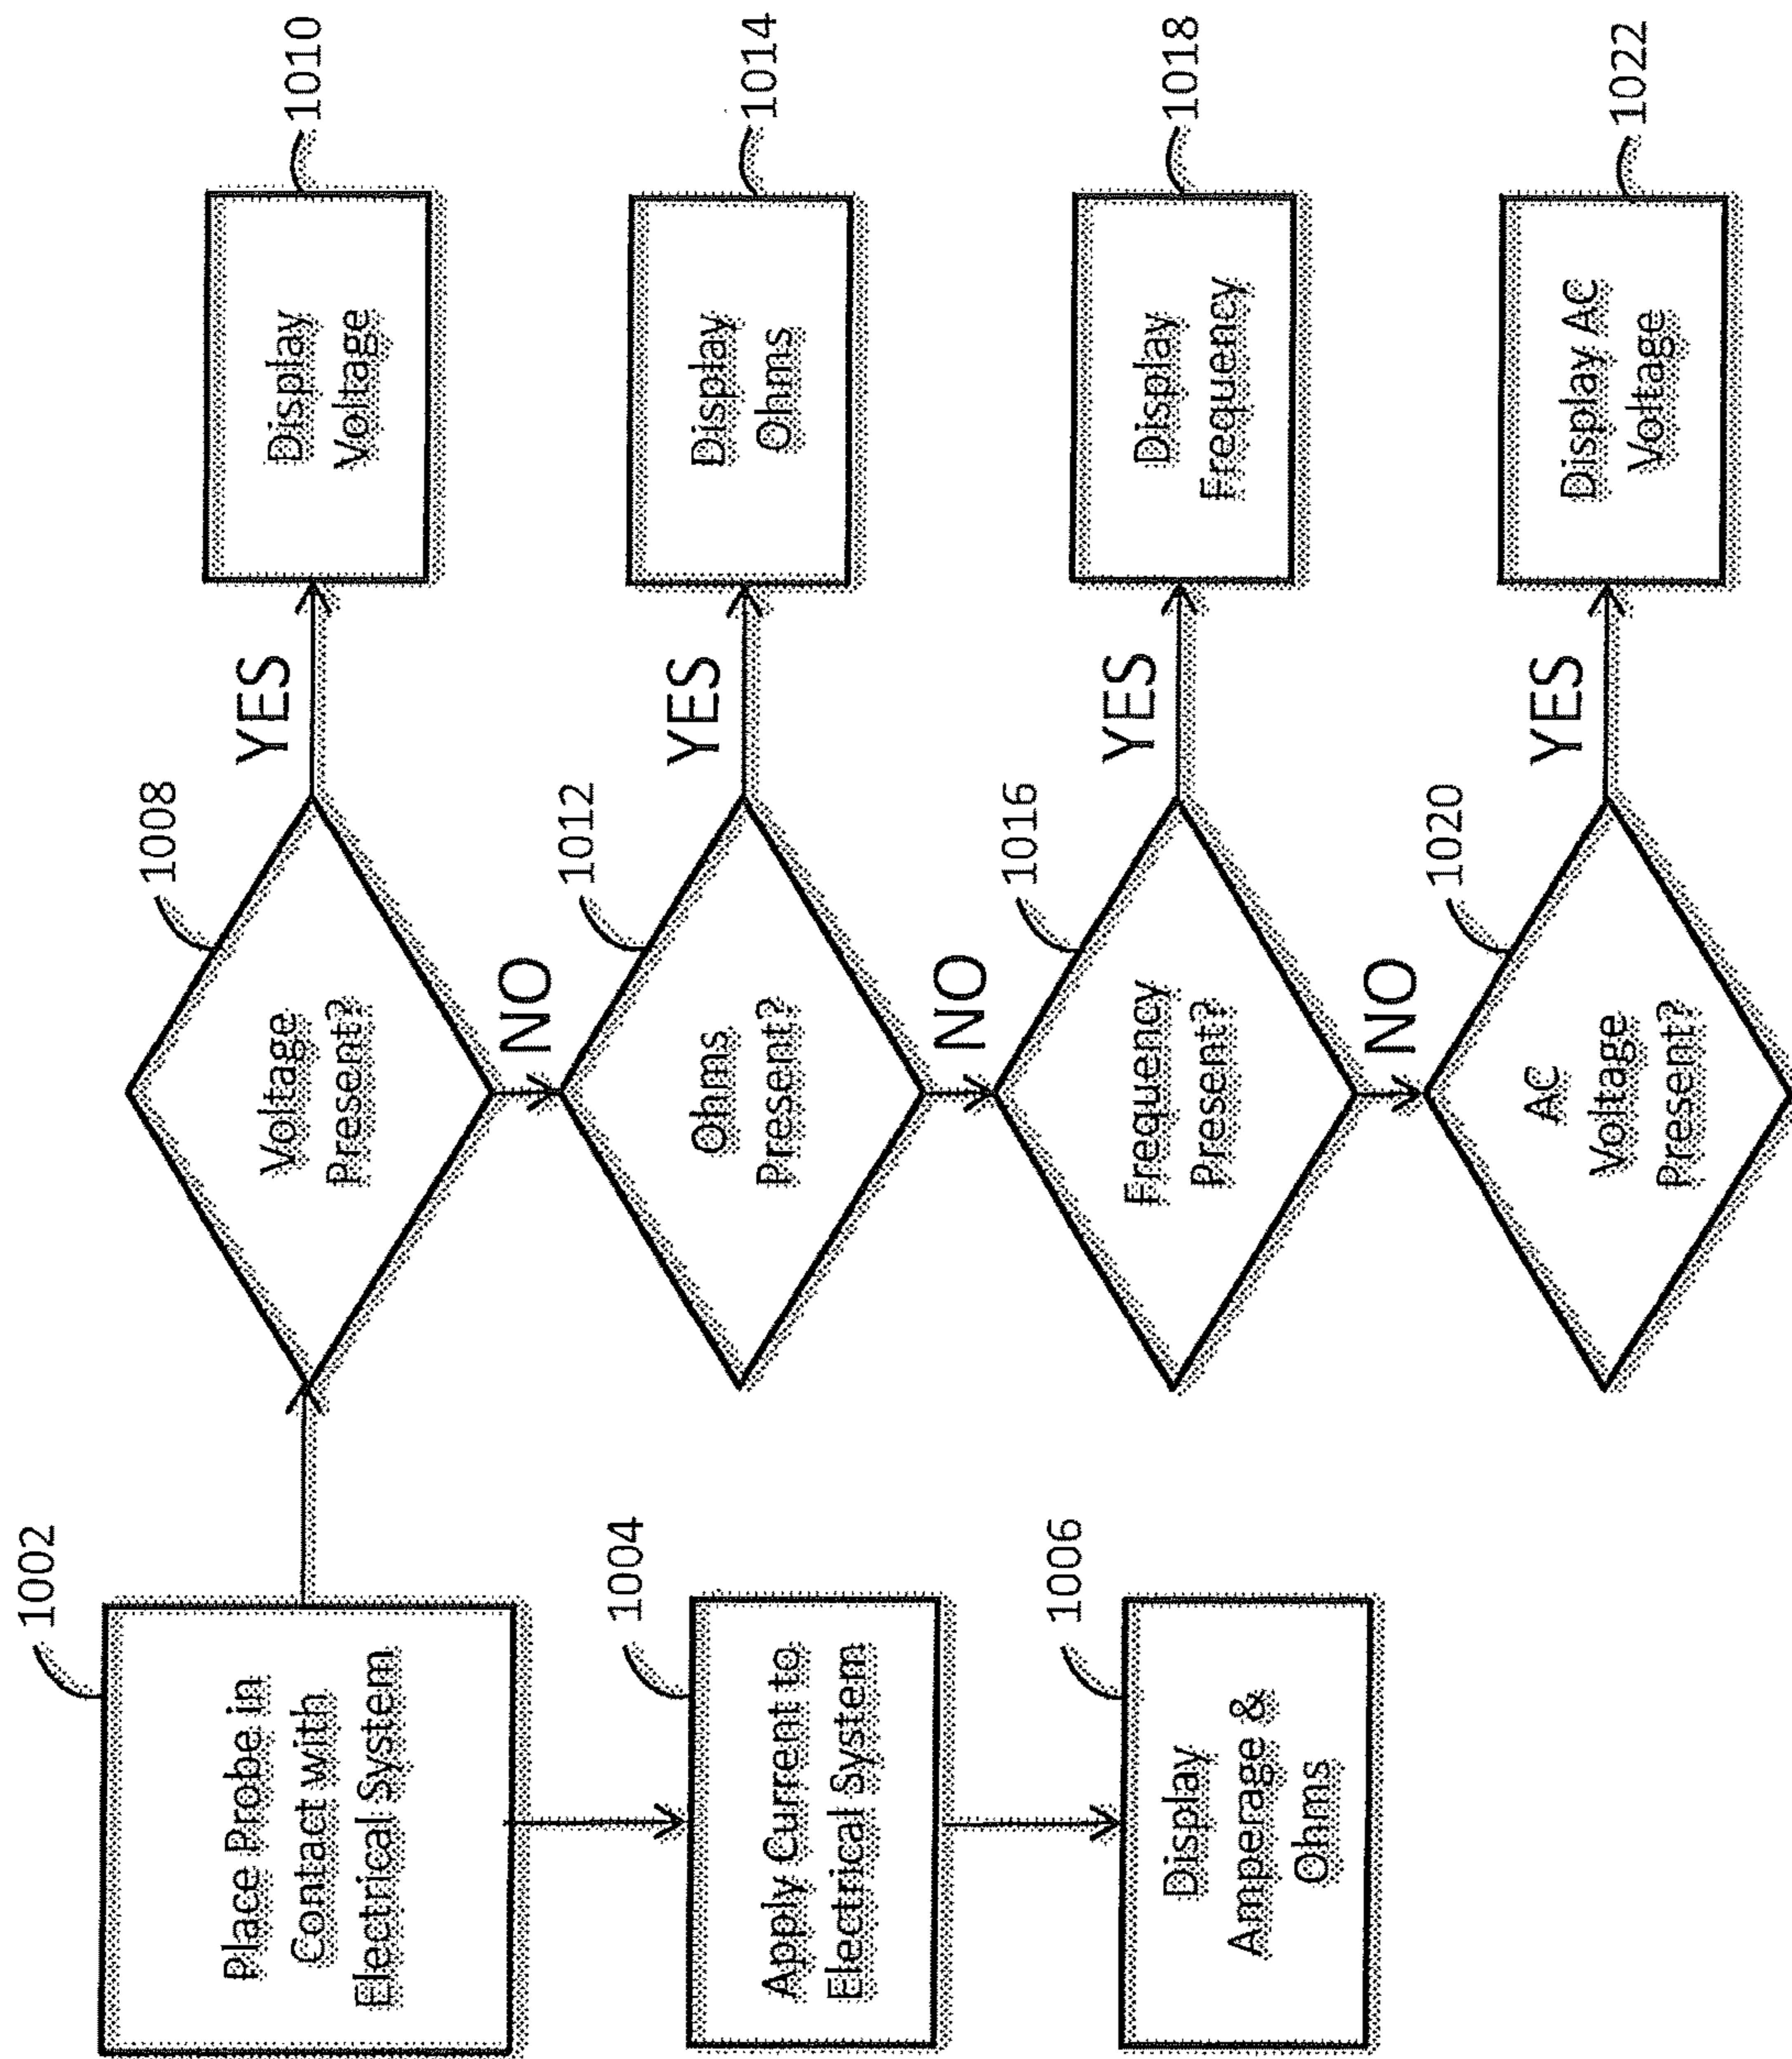 1002
Place Probe in
Contact with
Electrical System
1004
Apply Current to
Electrical System
1006
Display
Amperage &
Ohms
1008
Voltage
Present?
YES
1010
Display
Voltage
NO
1012
Ohms
Present?
YES
1014
Display
Ohms
NO
1016
Frequency
Present?
YES
1018
Display
Frequency
NO
1020
AC
Voltage
Present?
YES
1022
Display AC
Voltage